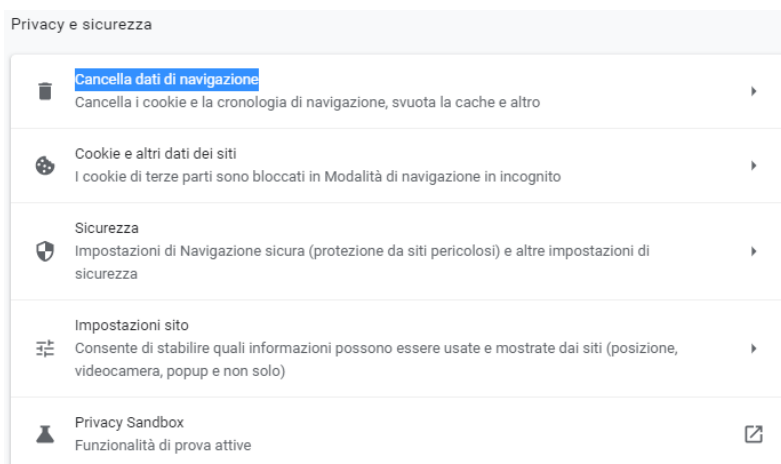 Privacy e sicurezza
Cancella dati di navigazione
Cancella i cookie e la cronologia di navigazione, svuota la cache e altro
Cookie e altri dati dei siti
I cookie di terze parti sono bloccati in Modalità di navigazione in incognito
Sicurezza
Impostazioni di Navigazione sicura (protezione da siti pericolosi) e altre impostazioni di
sicurezza
Impostazioni sito
Consente di stabilire quali informazioni possono essere usate e mostrate dai siti (posizione,
videocamera, popup e non solo)
Privacy Sandbox
Funzionalità di prova attive